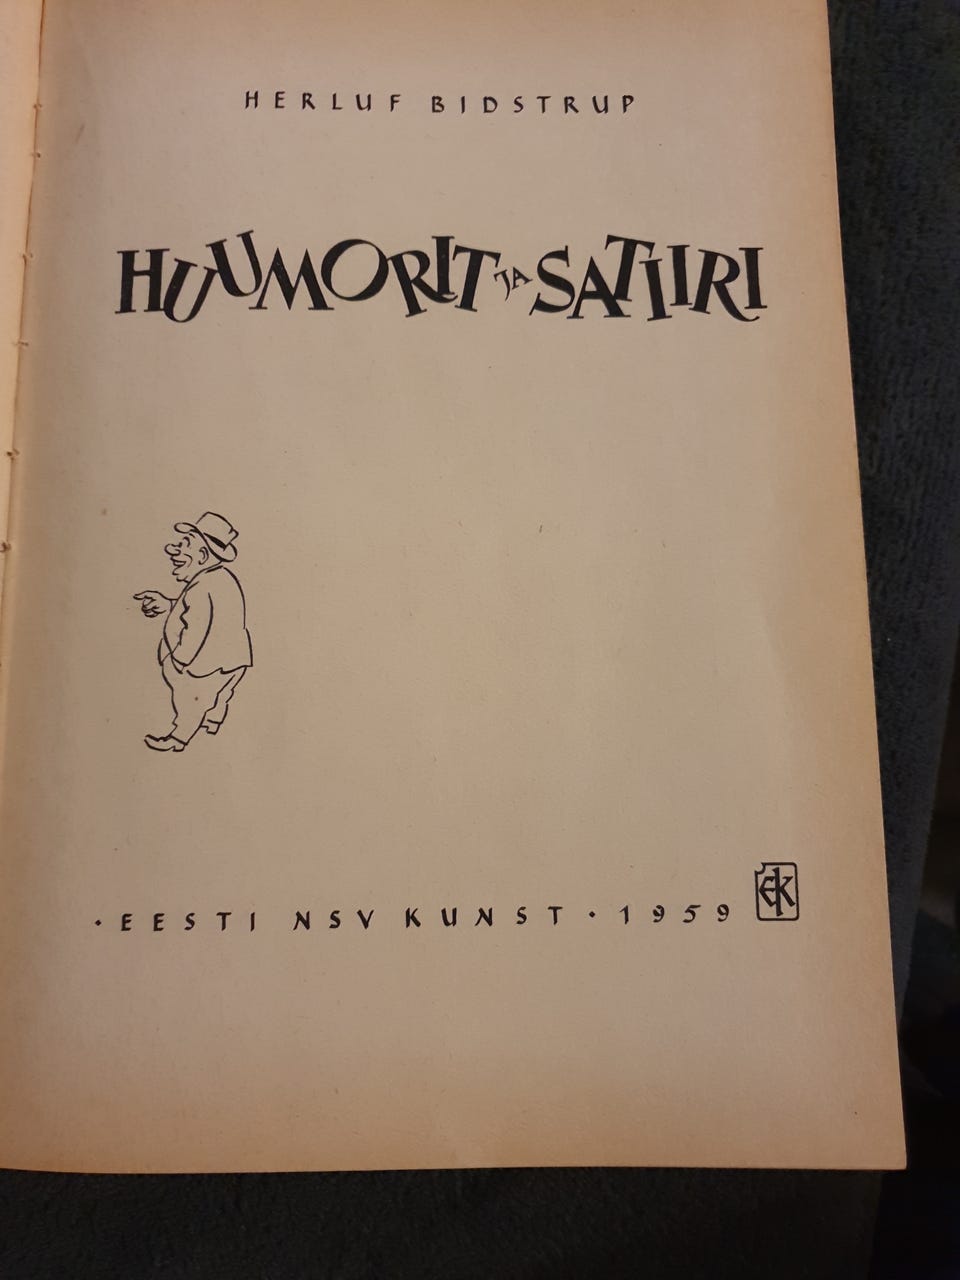 HERLUF BIDSTRUP
HUUMORIT JA SATIIRI
• EESTI NSV KUNST • 1959 EK